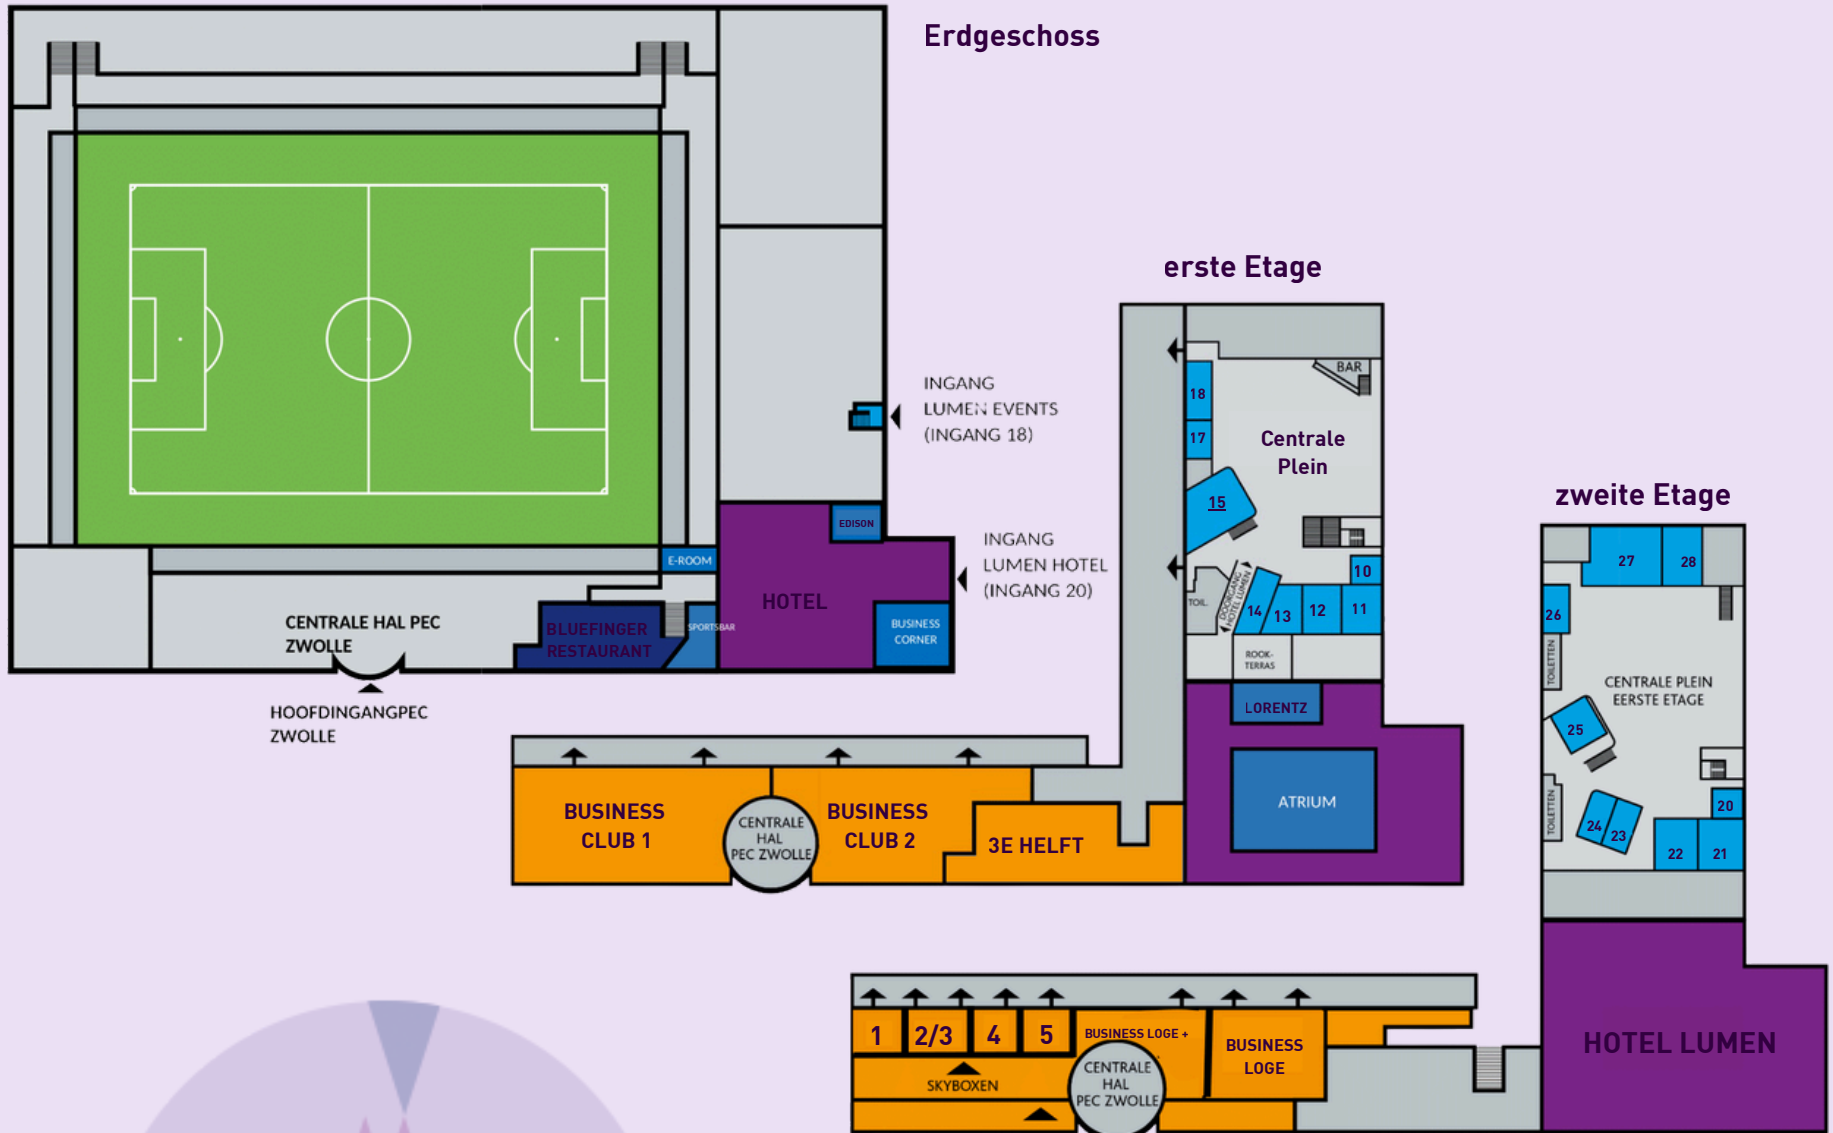 Erdgeschoss
INGANG
LUMEN EVENTS
(INGANG 18)
EDISON
E-ROOM
INGANG
LUMEN HOTEL
(INGANG 20)
HOTEL
CENTRALE HAL PEC
ZWOLLE
BLUEFINGER
RESTAURANT
SPORTSBAR
BUSINESS
CORNER
HOOFDINGANGPEC
ZWOLLE
erste Etage
BAR
18
17
Centrale
Plein
15
10
TOIL.
DOORGANG
HOTEL LUMEN
14
13
12
11
ROOK-
TERRAS
LORENTZ
ATRIUM
BUSINESS
CLUB 1
CENTRALE
HAL
PEC ZWOLLE
BUSINESS
CLUB 2
3E HELFT
zweite Etage
27
28
26
TOILETTEN
CENTRALE PLEIN
EERSTE ETAGE
25
TOILETTEN
20
24
23
22
21
HOTEL LUMEN
1
2/3
4
5
BUSINESS LOGE +
BUSINESS
LOGE
SKYBOXEN
CENTRALE
HAL
PEC ZWOLLE